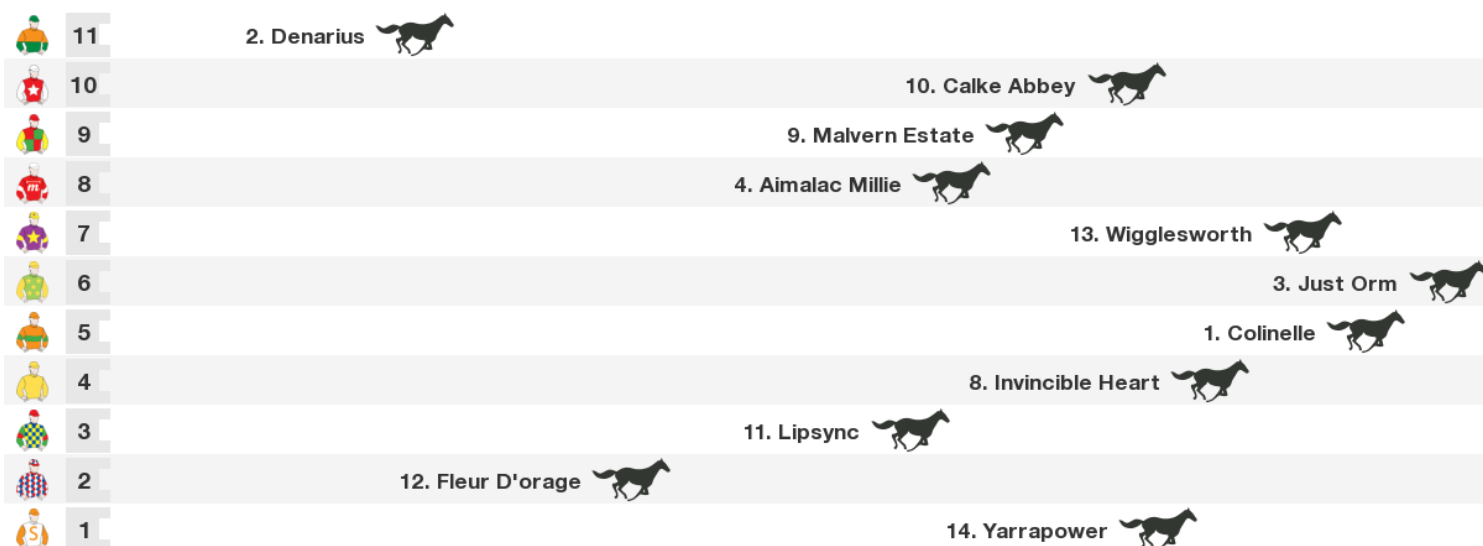 11 2. Denarius
10 10. Calke Abbey
9 9. Malvern Estate
m 8 4. Aimalac Millie
7 13. Wigglesworth
6 3. Just Orm
5 1. Colinelle
4 8. Invincible Heart
3 11. Lipsync
2 12. Fleur D'orage
S 1 14. Yarrapower